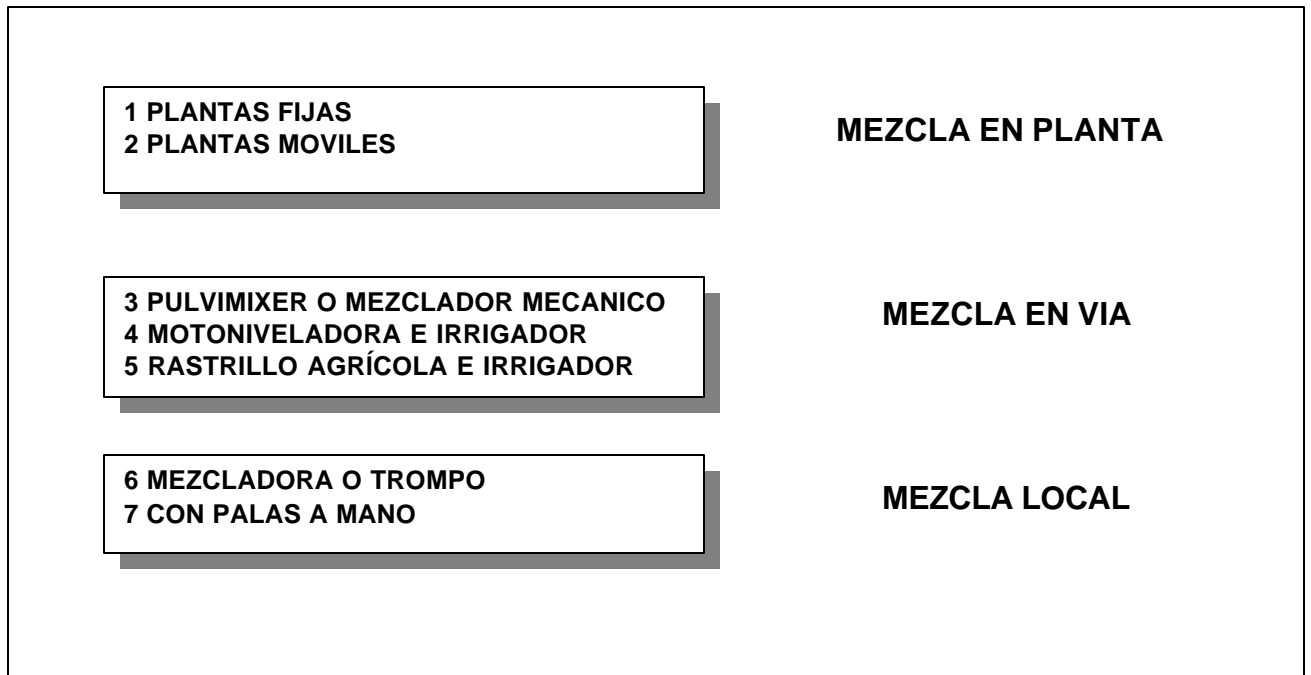 1 PLANTAS FIJAS
2 PLANTAS MOVILES
MEZCLA EN PLANTA
3 PULVIMIXER O MEZCLADOR MECANICO
4 MOTONIVELADORA E IRRIGADOR
5 RASTRILLO AGRÍCOLA E IRRIGADOR
MEZCLA EN VIA
6 MEZCLADORA O TROMPO
7 CON PALAS A MANO
MEZCLA LOCAL